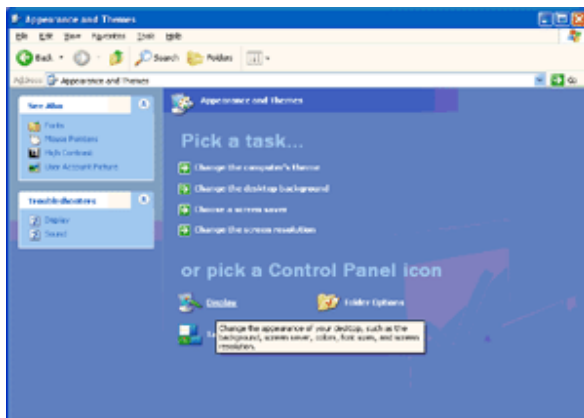 Appearance and Themes
File Edit View Favorites Tools Help
Back Search Folders
Address Appearance and Themes Go
See Also
Fonts
Mouse Pointers
High Contrast
User Account Picture
Troubleshooters
Display
Sound
Appearance and Themes
Pick a task...
Change the computer's theme
Change the desktop background
Choose a screen saver
Change the screen resolution
or pick a Control Panel icon
Display Folder Options
Change the appearance of your desktop, such as the
background, screen saver, colors, font sizes, and screen
resolution.